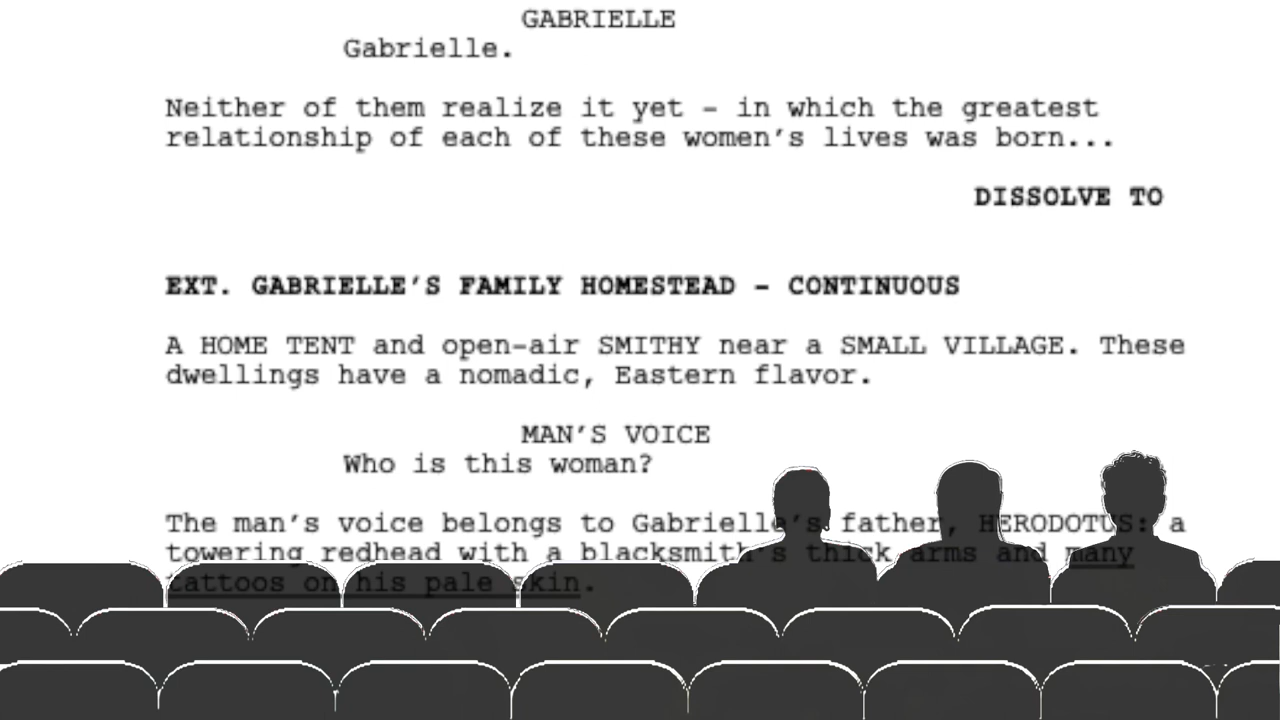 GABRIELLE
Gabrielle.
Neither of them realize it yet – in which the greatest
relationship of each of these women's lives was born...
DISSOLVE TO
EXT. GABRIELLE'S FAMILY HOMESTEAD – CONTINUOUS
A HOME TENT and open-air SMITHY near a SMALL VILLAGE. These
dwellings have a nomadic, Eastern flavor.
MAN'S VOICE
Who is this woman?
The man's voice belongs to Gabrielle's father, HERODOTUS: a
towering redhead with a blacksmith's thick arms and many
tattoos on his pale skin.